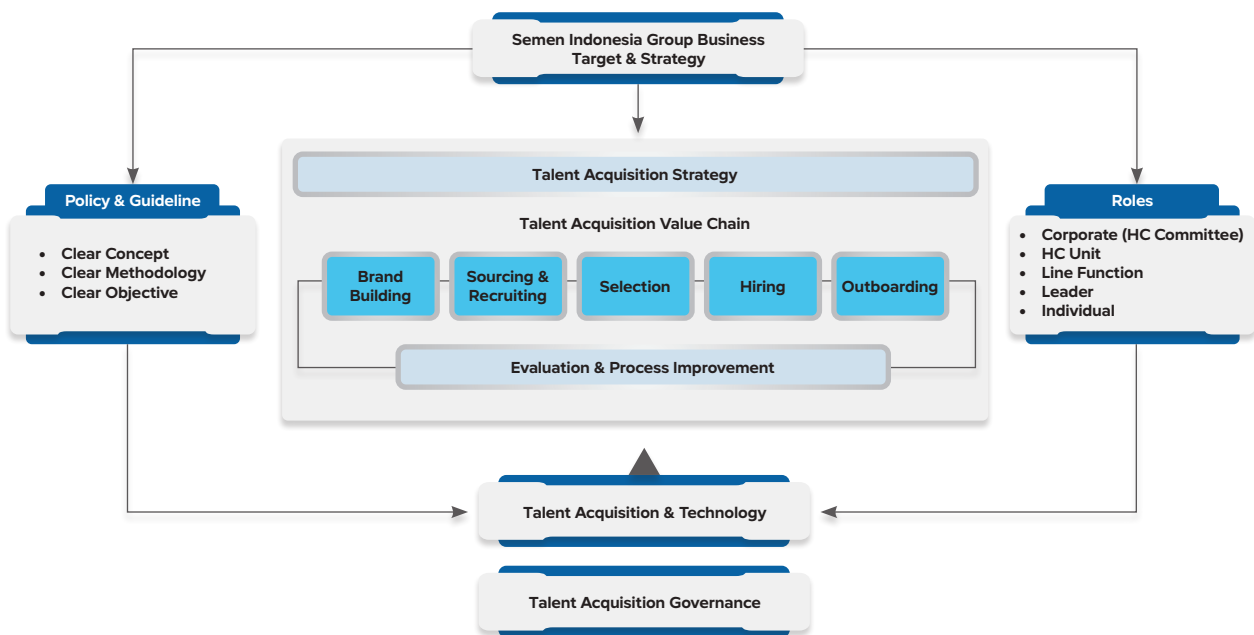 Semen Indonesia Group Business
Target & Strategy
Talent Acquisition Strategy
Policy & Guideline
• Clear Concept
• Clear Methodology
• Clear Objective
Talent Acquisition Value Chain
Brand
Building
Sourcing &
Recruiting
Selection
Hiring
Outboarding
Evaluation & Process Improvement
Roles
• Corporate (HC Committee)
• HC Unit
• Line Function
• Leader
• Individual
Talent Acquisition & Technology
Talent Acquisition Governance